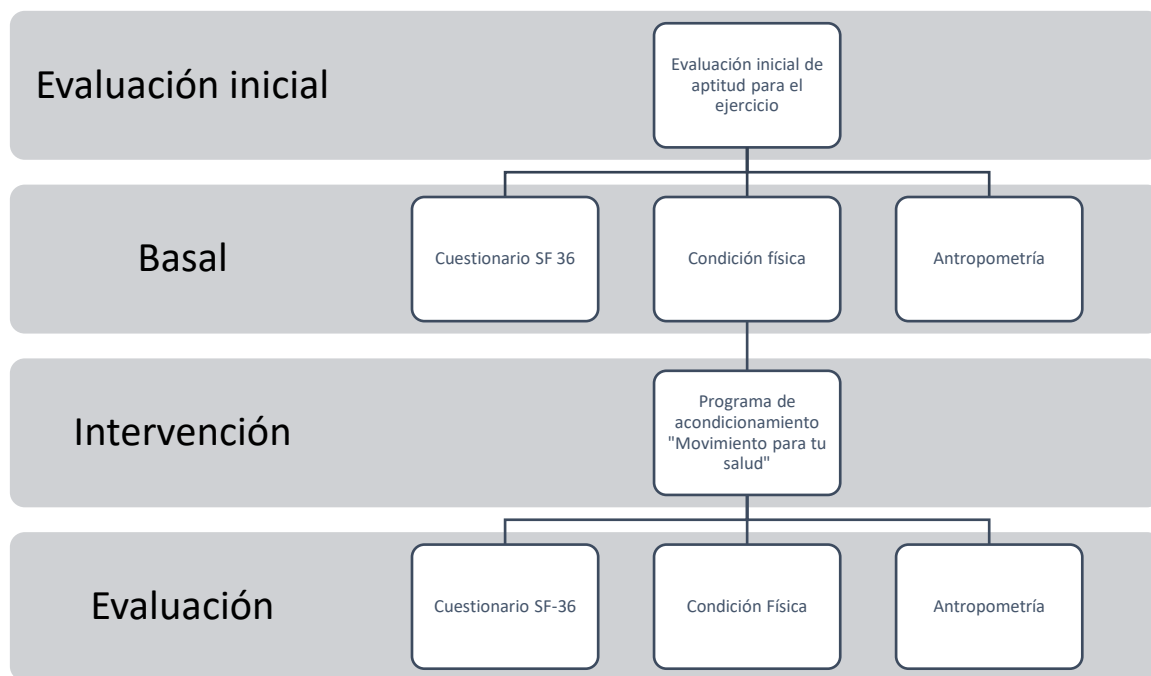 Evaluación inicial
Evaluación inicial de
aptitud para el
ejercicio
Basal
Cuestionario SF 36
Condición física
Antropometría
Intervención
Programa de
acondicionamiento
"Movimiento para tu
salud"
Evaluación
Cuestionario SF-36
Condición Física
Antropometría